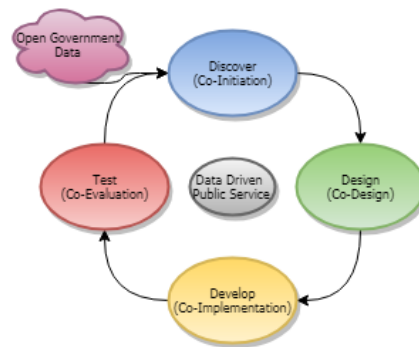 Open Government
Data
Discover
(Co-Initiation)
Test
(Co-Evaluation)
Data Driven
Public Service
Design
(Co-Design)
Develop
(Co-Implementation)